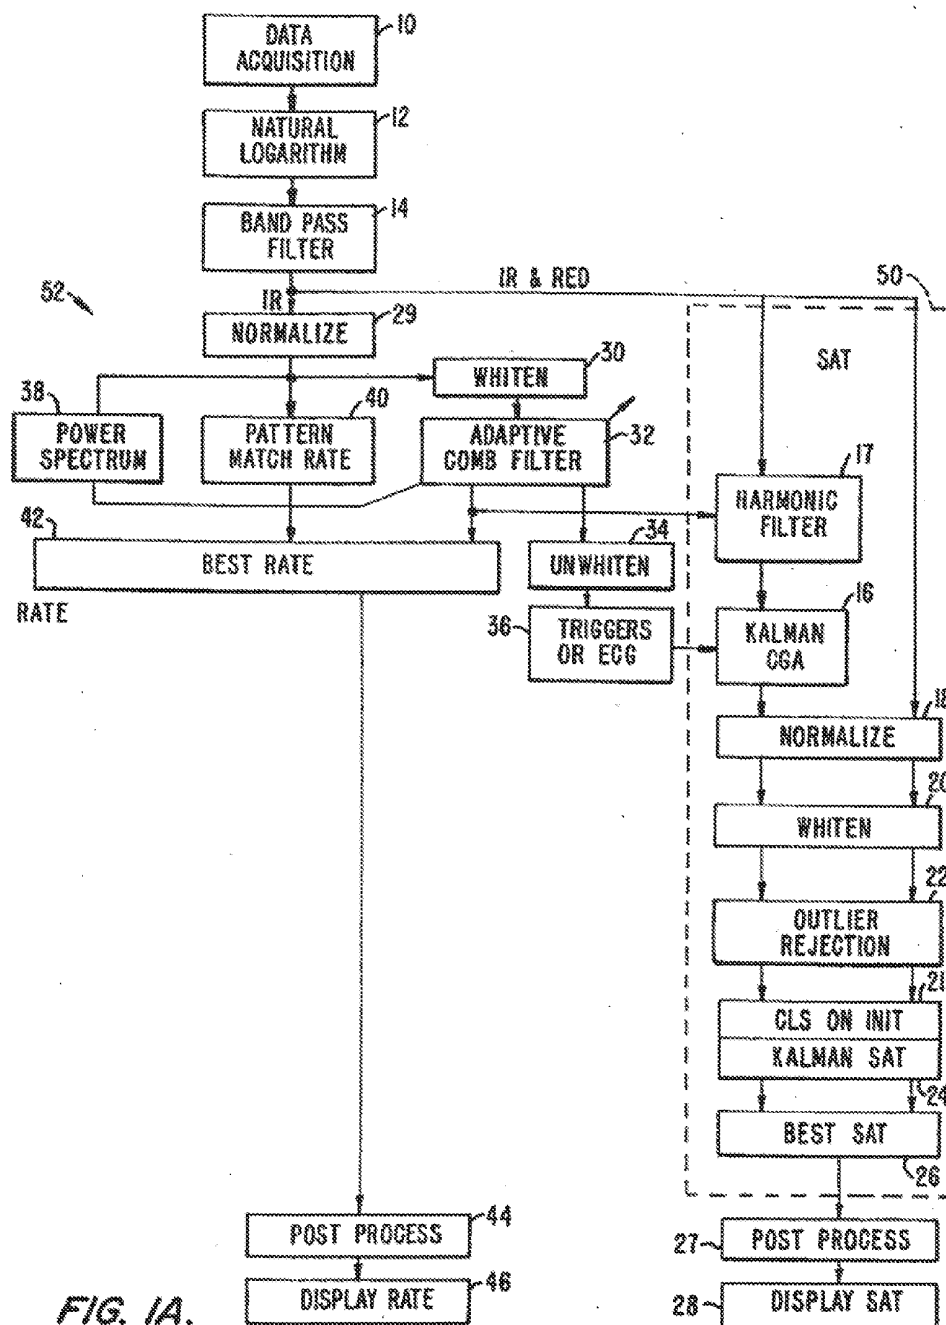 DATA
ACQUISITION
10
NATURAL
LOGARITHM
12
BAND PASS
FILTER
14
IR & RED
50
52
IR
NORMALIZE
29
SAT
WHITEN
30
38
POWER
SPECTRUM
40
PATTERN
MATCH RATE
ADAPTIVE
COMB FILTER
32
17
HARMONIC
FILTER
42
BEST RATE
34
UNWHITEN
RATE
36
TRIGGERS
OR ECG
16
KALMAN
CGA
18
NORMALIZE
20
WHITEN
22
OUTLIER
REJECTION
21
CLS ON INIT
KALMAN SAT
24
BEST SAT
26
POST PROCESS
44
27
POST PROCESS
DISPLAY RATE
46
28
DISPLAY SAT
FIG. 1A.